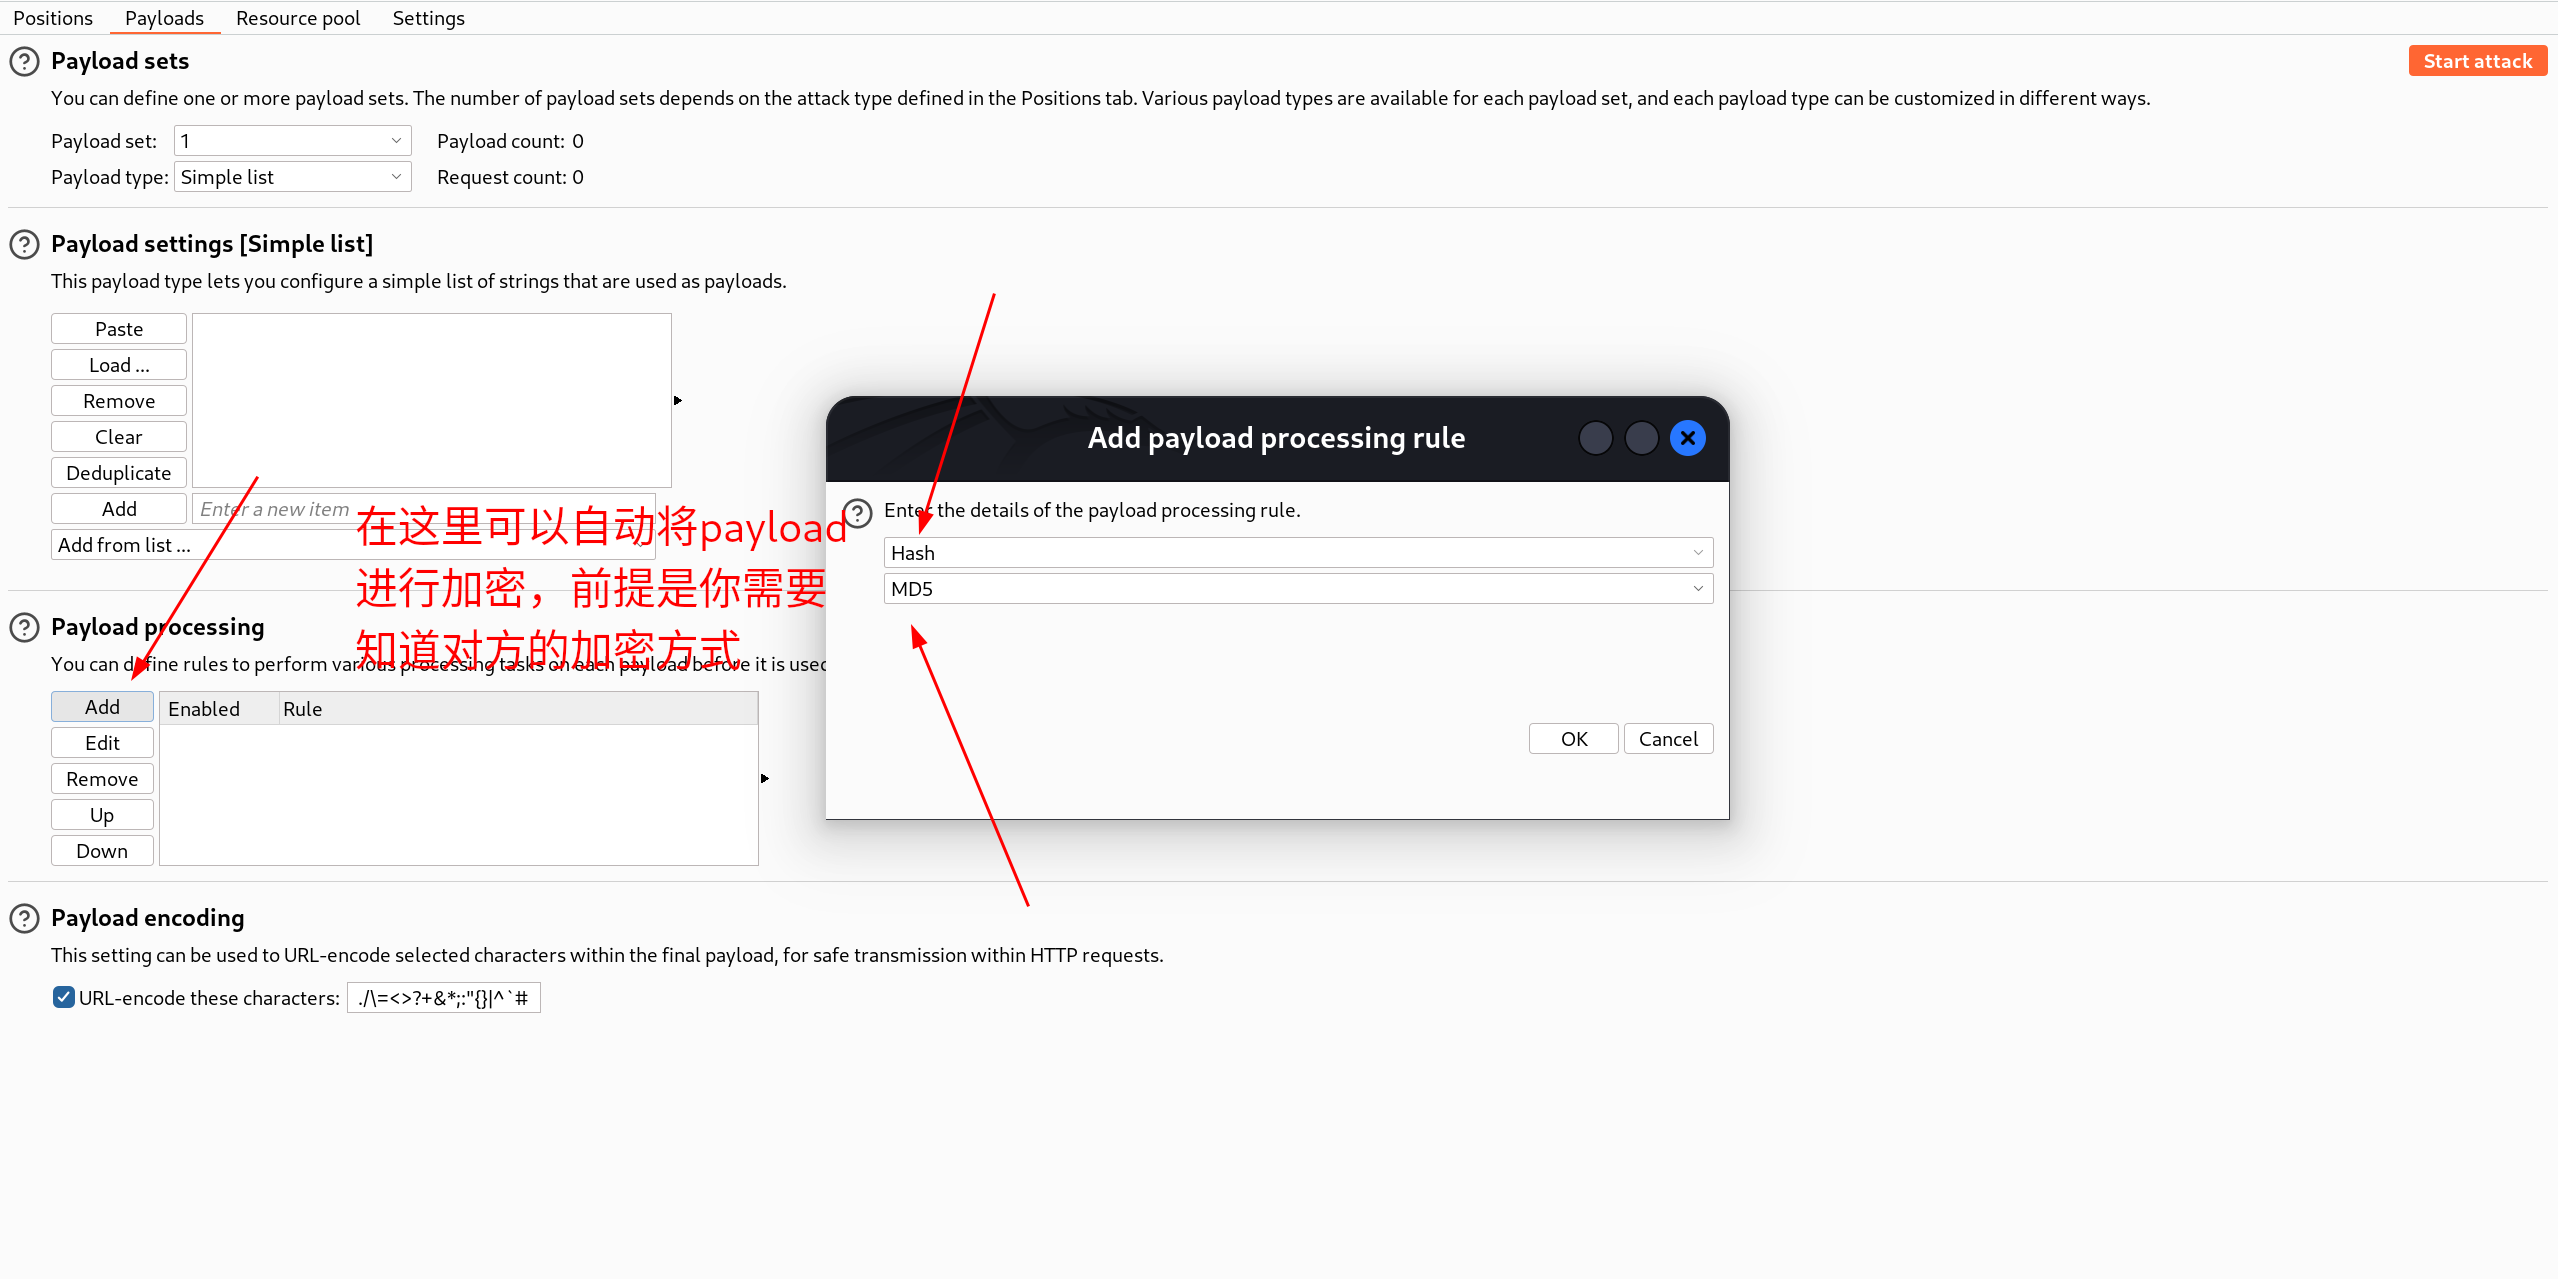 Positions Payloads Resource pool Settings
Payload sets
Start attack
You can define one or more payload sets. The number of payload sets depends on the attack type defined in the Positions tab. Various payload types are available for each payload set, and each payload type can be customized in different ways.
Payload set: 1 Payload count: 0
Payload type: Simple list Request count: 0
Payload settings [Simple list]
This payload type lets you configure a simple list of strings that are used as payloads.
Paste
Load ...
Remove
Clear
Deduplicate
Add Enter a new item
Add from list ...
在这里可以自动将payload
进行加密，前提是你需要
知道对方的加密方式
Add payload processing rule
Enter the details of the payload processing rule.
Hash
MD5
OK Cancel
Payload processing
You can define rules to perform various processing tasks on each payload before it is used
Add Enabled Rule
Edit
Remove
Up
Down
Payload encoding
This setting can be used to URL-encode selected characters within the final payload, for safe transmission within HTTP requests.
URL-encode these characters: ./\=<>?+&*;:"{}|^`#